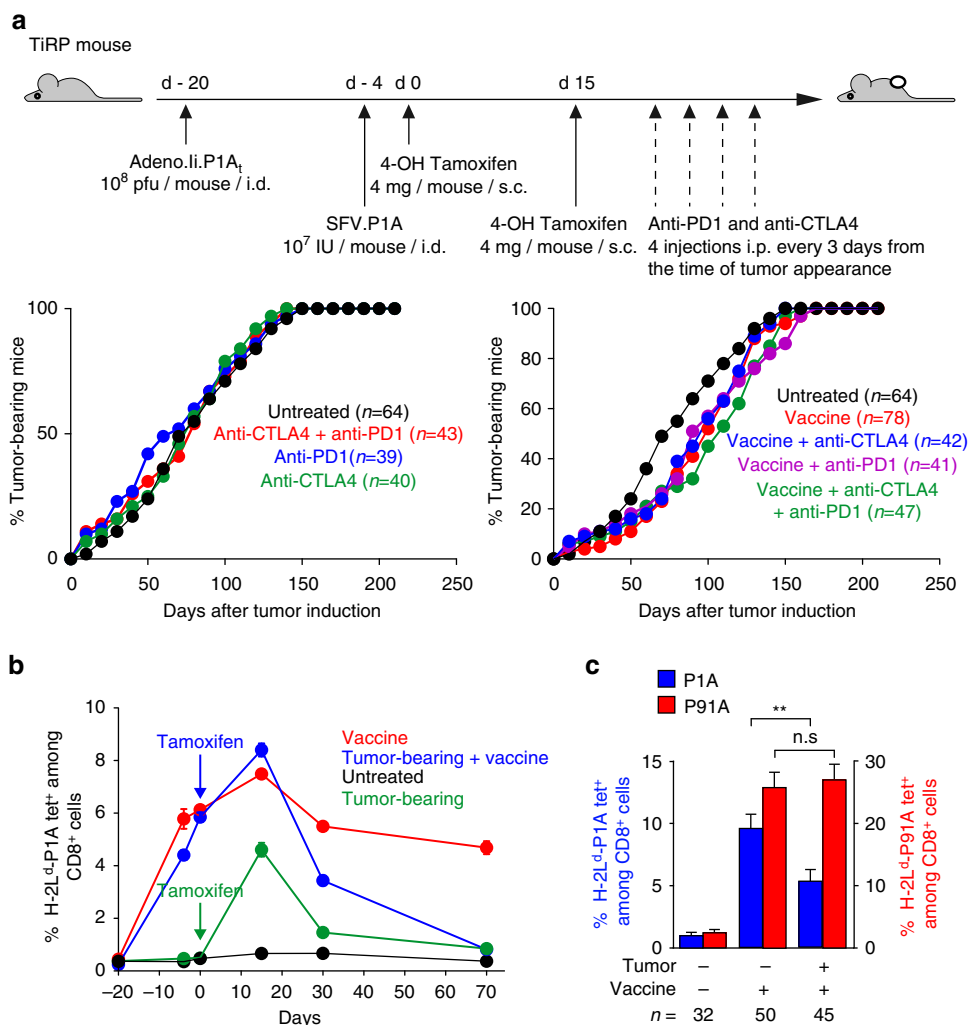 a
TiRP mouse
d - 20
d - 4
d 0
d 15
Adeno.Ii.P1At
10^8 pfu / mouse / i.d.
4-OH Tamoxifen
4 mg / mouse / s.c.
SFV.P1A
10^7 IU / mouse / i.d.
4-OH Tamoxifen
4 mg / mouse / s.c.
Anti-PD1 and anti-CTLA4
4 injections i.p. every 3 days from
the time of tumor appearance
% Tumor-bearing mice
100
50
0
Untreated (n=64)
Anti-CTLA4 + anti-PD1 (n=43)
Anti-PD1 (n=39)
Anti-CTLA4 (n=40)
0 50 100 150 200 250
Days after tumor induction
% Tumor-bearing mice
100
80
60
40
20
0
Untreated (n=64)
Vaccine (n=78)
Vaccine + anti-CTLA4 (n=42)
Vaccine + anti-PD1 (n=41)
Vaccine + anti-CTLA4
+ anti-PD1 (n=47)
0 50 100 150 200 250
Days after tumor induction
b
% H-2Ld-P1A tet+ among
CD8+ cells
10
8
6
4
2
0
Tamoxifen
Tamoxifen
Vaccine
Tumor-bearing + vaccine
Untreated
Tumor-bearing
–20 –10 0 10 20 30 40 50 60 70
Days
c
P1A
P91A
**
n.s
% H-2Ld-P1A tet+
among CD8+ cells
15
10
5
0
30
20
10
0
% H-2Ld-P91A tet+
among CD8+ cells
Tumor – – +
Vaccine – + +
n = 32 50 45